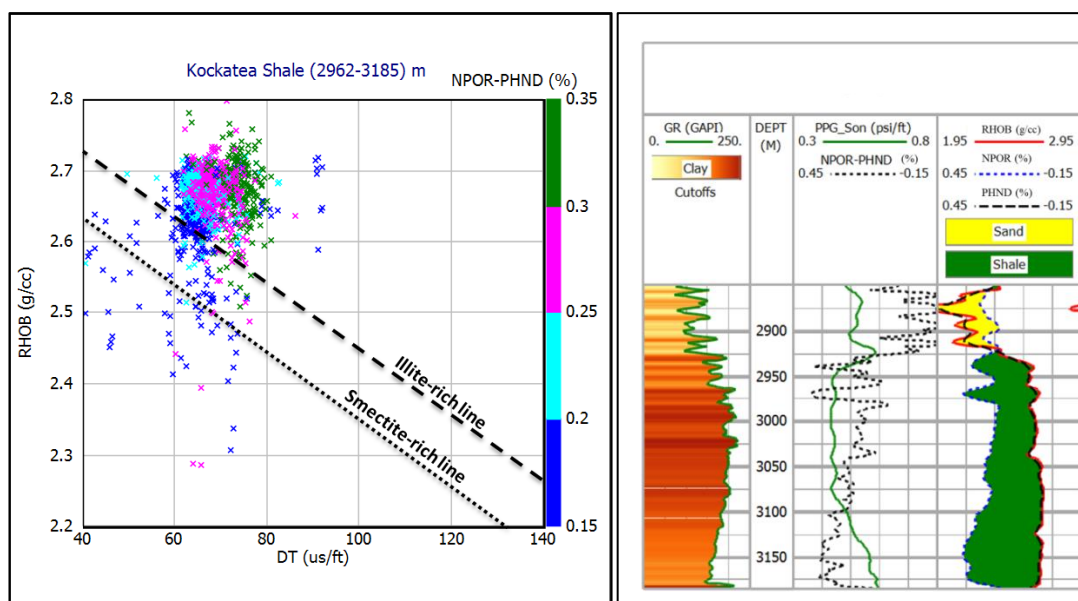 Kockatea Shale (2962-3185) m
NPOR-PHND (%)
2.8
2.7
2.6
2.5
2.4
2.3
2.2
RHOB (g/cc)
40
60
80
100
120
140
DT (us/ft)
Illite-rich line
Smectite-rich line
0.35
0.3
0.25
0.2
0.15
GR (GAPI)
0. 250.
Clay
Cutoffs
DEPT
(M)
PPG_Son (psi/ft)
0.3 0.8
NPOR-PHND (%)
0.45 -0.15
RHOB (g/cc)
1.95 2.95
NPOR (%)
0.45 -0.15
PHND (%)
0.45 -0.15
Sand
Shale
2900
2950
3000
3050
3100
3150